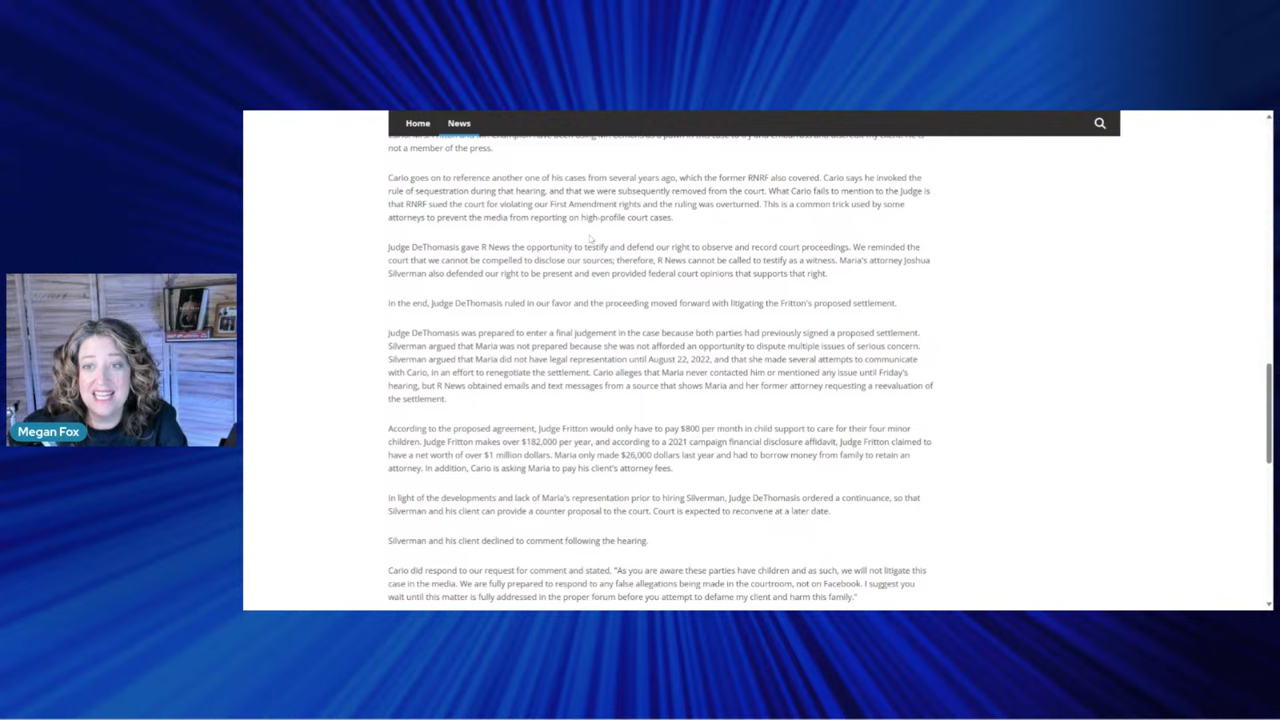 Home News
not a member of the press.
Cario goes on to reference another one of his cases from several years ago, which the former RNRF also covered. Cario says he invoked the
rule of sequestration during that hearing, and that we were subsequently removed from the court. What Cario fails to mention to the Judge is
that RNRF sued the court for violating our First Amendment rights and the ruling was overturned. This is a common trick used by some
attorneys to prevent the media from reporting on high-profile court cases.
Judge DeThomasis gave R News the opportunity to testify and defend our right to observe and record court proceedings. We reminded the
court that we cannot be compelled to disclose our sources; therefore, R News cannot be called to testify as a witness. Maria's attorney Joshua
Silverman also defended our right to be present and even provided federal court opinions that supports that right.
In the end, Judge DeThomasis ruled in our favor and the proceeding moved forward with litigating the Fritton's proposed settlement.
Judge DeThomasis was prepared to enter a final judgement in the case because both parties had previously signed a proposed settlement.
Silverman argued that Maria was not prepared because she was not afforded an opportunity to dispute multiple issues of serious concern.
Silverman argued that Maria did not have legal representation until August 22, 2022, and that she made several attempts to communicate
with Cario, in an effort to renegotiate the settlement. Cario alleges that Maria never contacted him or mentioned any issue until Friday's
hearing, but R News obtained emails and text messages from a source that shows Maria and her former attorney requesting a reevaluation of
the settlement.
According to the proposed agreement, Judge Fritton would only have to pay $800 per month in child support to care for their four minor
children. Judge Fritton makes over $182,000 per year, and according to a 2021 campaign financial disclosure affidavit, Judge Fritton claimed to
have a net worth of over $1 million dollars. Maria only made $26,000 dollars last year and had to borrow money from family to retain an
attorney. In addition, Cario is asking Maria to pay his client's attorney fees.
In light of the developments and lack of Maria's representation prior to hiring Silverman, Judge DeThomasis ordered a continuance, so that
Silverman and his client can provide a counter proposal to the court. Court is expected to reconvene at a later date.
Silverman and his client declined to comment following the hearing.
Cario did respond to our request for comment and stated, "As you are aware these parties have children and as such, we will not litigate this
case in the media. We are fully prepared to respond to any false allegations being made in the courtroom, not on Facebook. I suggest you
wait until this matter is fully addressed in the proper forum before you attempt to defame my client and harm this family."
Megan Fox